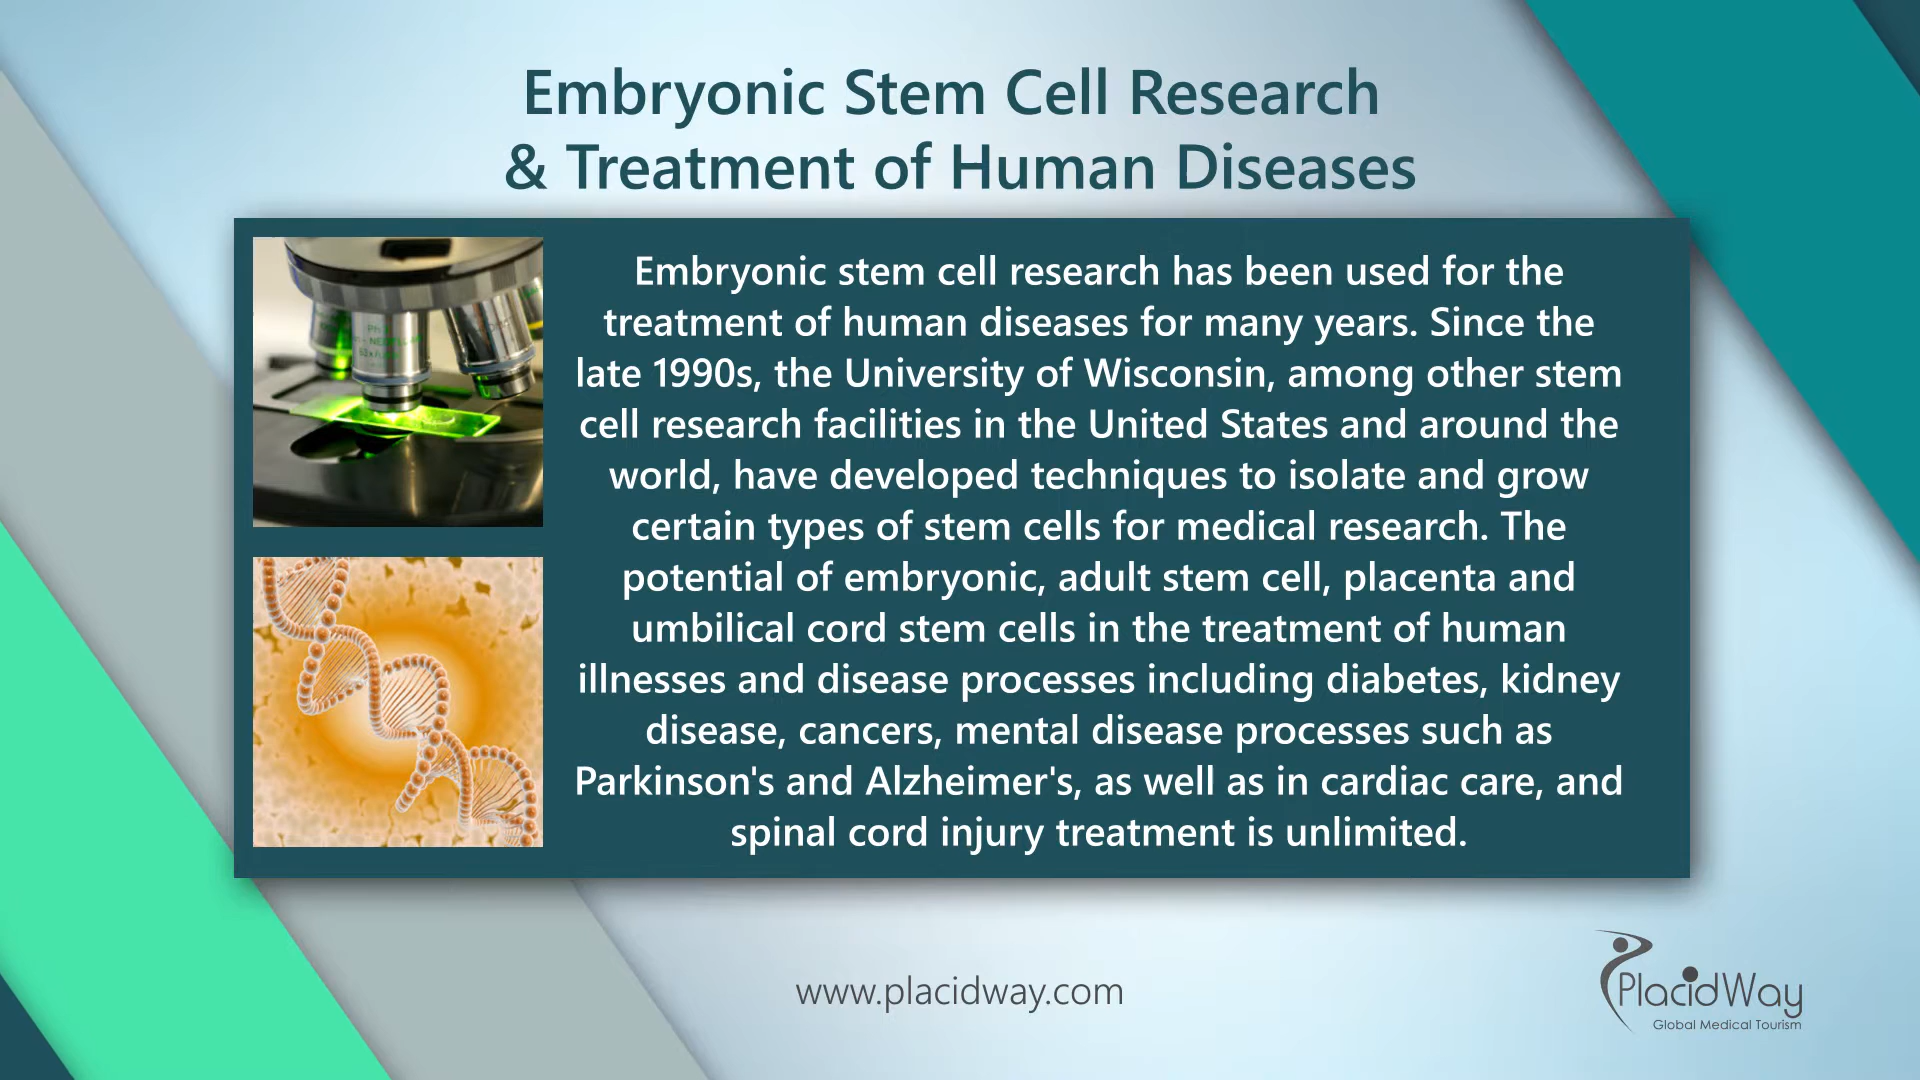 Embryonic Stem Cell Research
& Treatment of Human Diseases
Embryonic stem cell research has been used for the
treatment of human diseases for many years. Since the
late 1990s, the University of Wisconsin, among other stem
cell research facilities in the United States and around the
world, have developed techniques to isolate and grow
certain types of stem cells for medical research. The
potential of embryonic, adult stem cell, placenta and
umbilical cord stem cells in the treatment of human
illnesses and disease processes including diabetes, kidney
disease, cancers, mental disease processes such as
Parkinson's and Alzheimer's, as well as in cardiac care, and
spinal cord injury treatment is unlimited.
www.placidway.com
PlacidWay
Global Medical Tourism